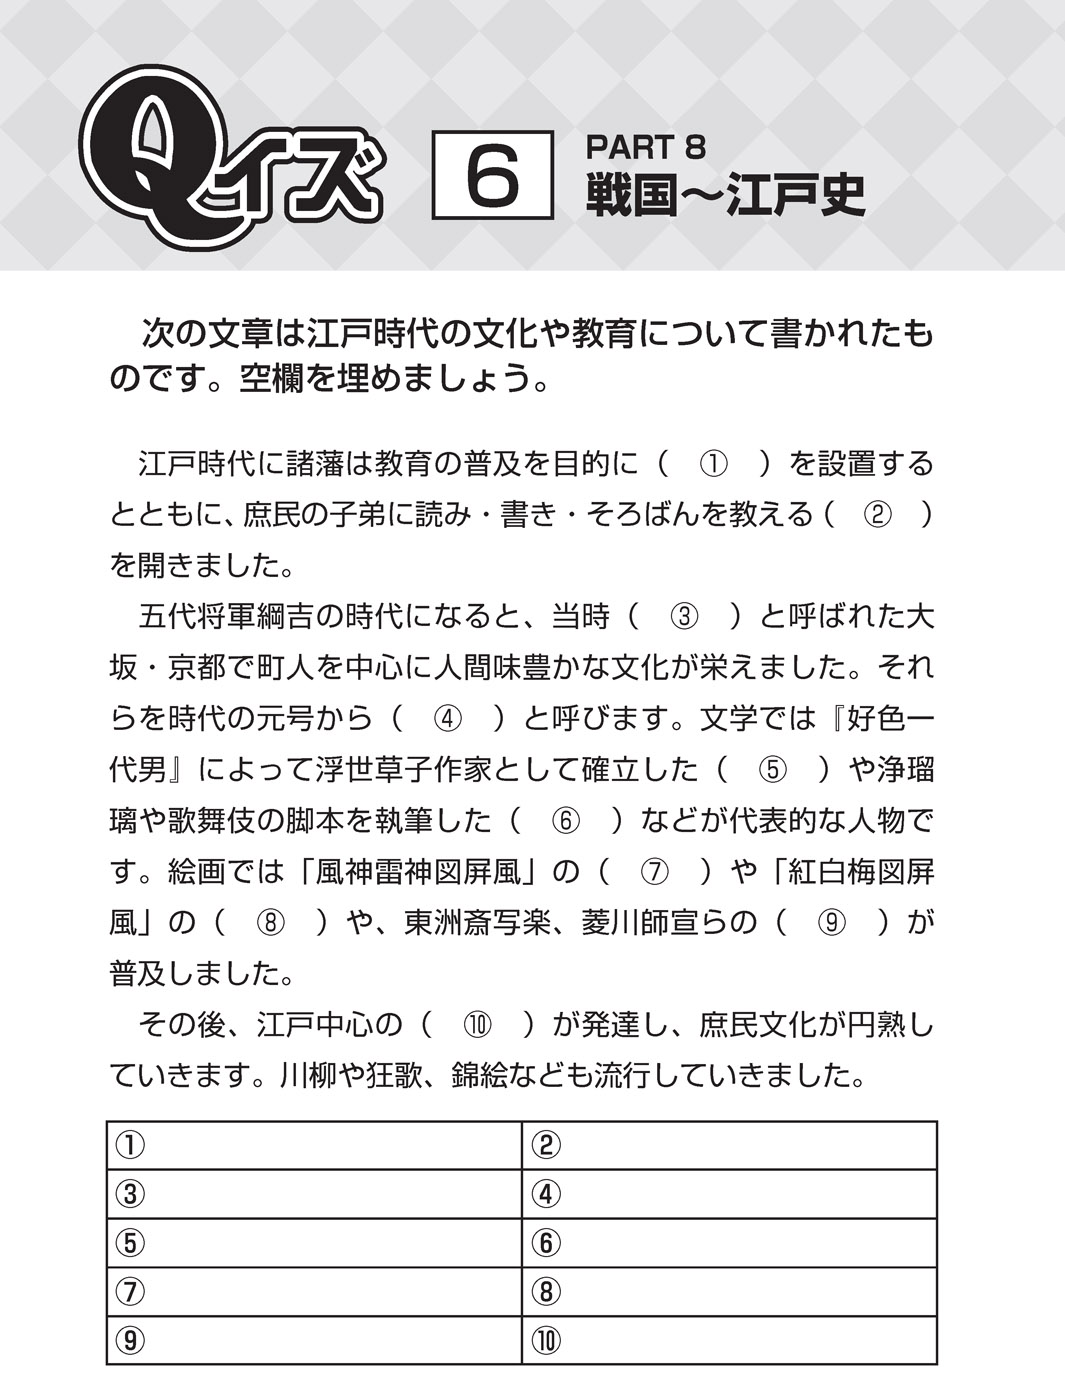 Qイズ 6 PART 8
戦国～江戸史
次の文章は江戸時代の文化や教育について書かれたも
のです。空欄を埋めましょう。
江戸時代に諸藩は教育の普及を目的に（　①　）を設置する
とともに、庶民の子弟に読み・書き・そろばんを教える（　②　）
を開きました。
五代将軍綱吉の時代になると、当時（　③　）と呼ばれた大
坂・京都で町人を中心に人間味豊かな文化が栄えました。それ
らを時代の元号から（　④　）と呼びます。文学では『好色一
代男』によって浮世草子作家として確立した（　⑤　）や浄瑠
璃や歌舞伎の脚本を執筆した（　⑥　）などが代表的な人物で
す。絵画では「風神雷神図屏風」の（　⑦　）や「紅白梅図屏
風」の（　⑧　）や、東洲斎写楽、菱川師宣らの（　⑨　）が
普及しました。
その後、江戸中心の（　⑩　）が発達し、庶民文化が円熟し
ていきます。川柳や狂歌、錦絵なども流行していきました。
① ②
③ ④
⑤ ⑥
⑦ ⑧
⑨ ⑩